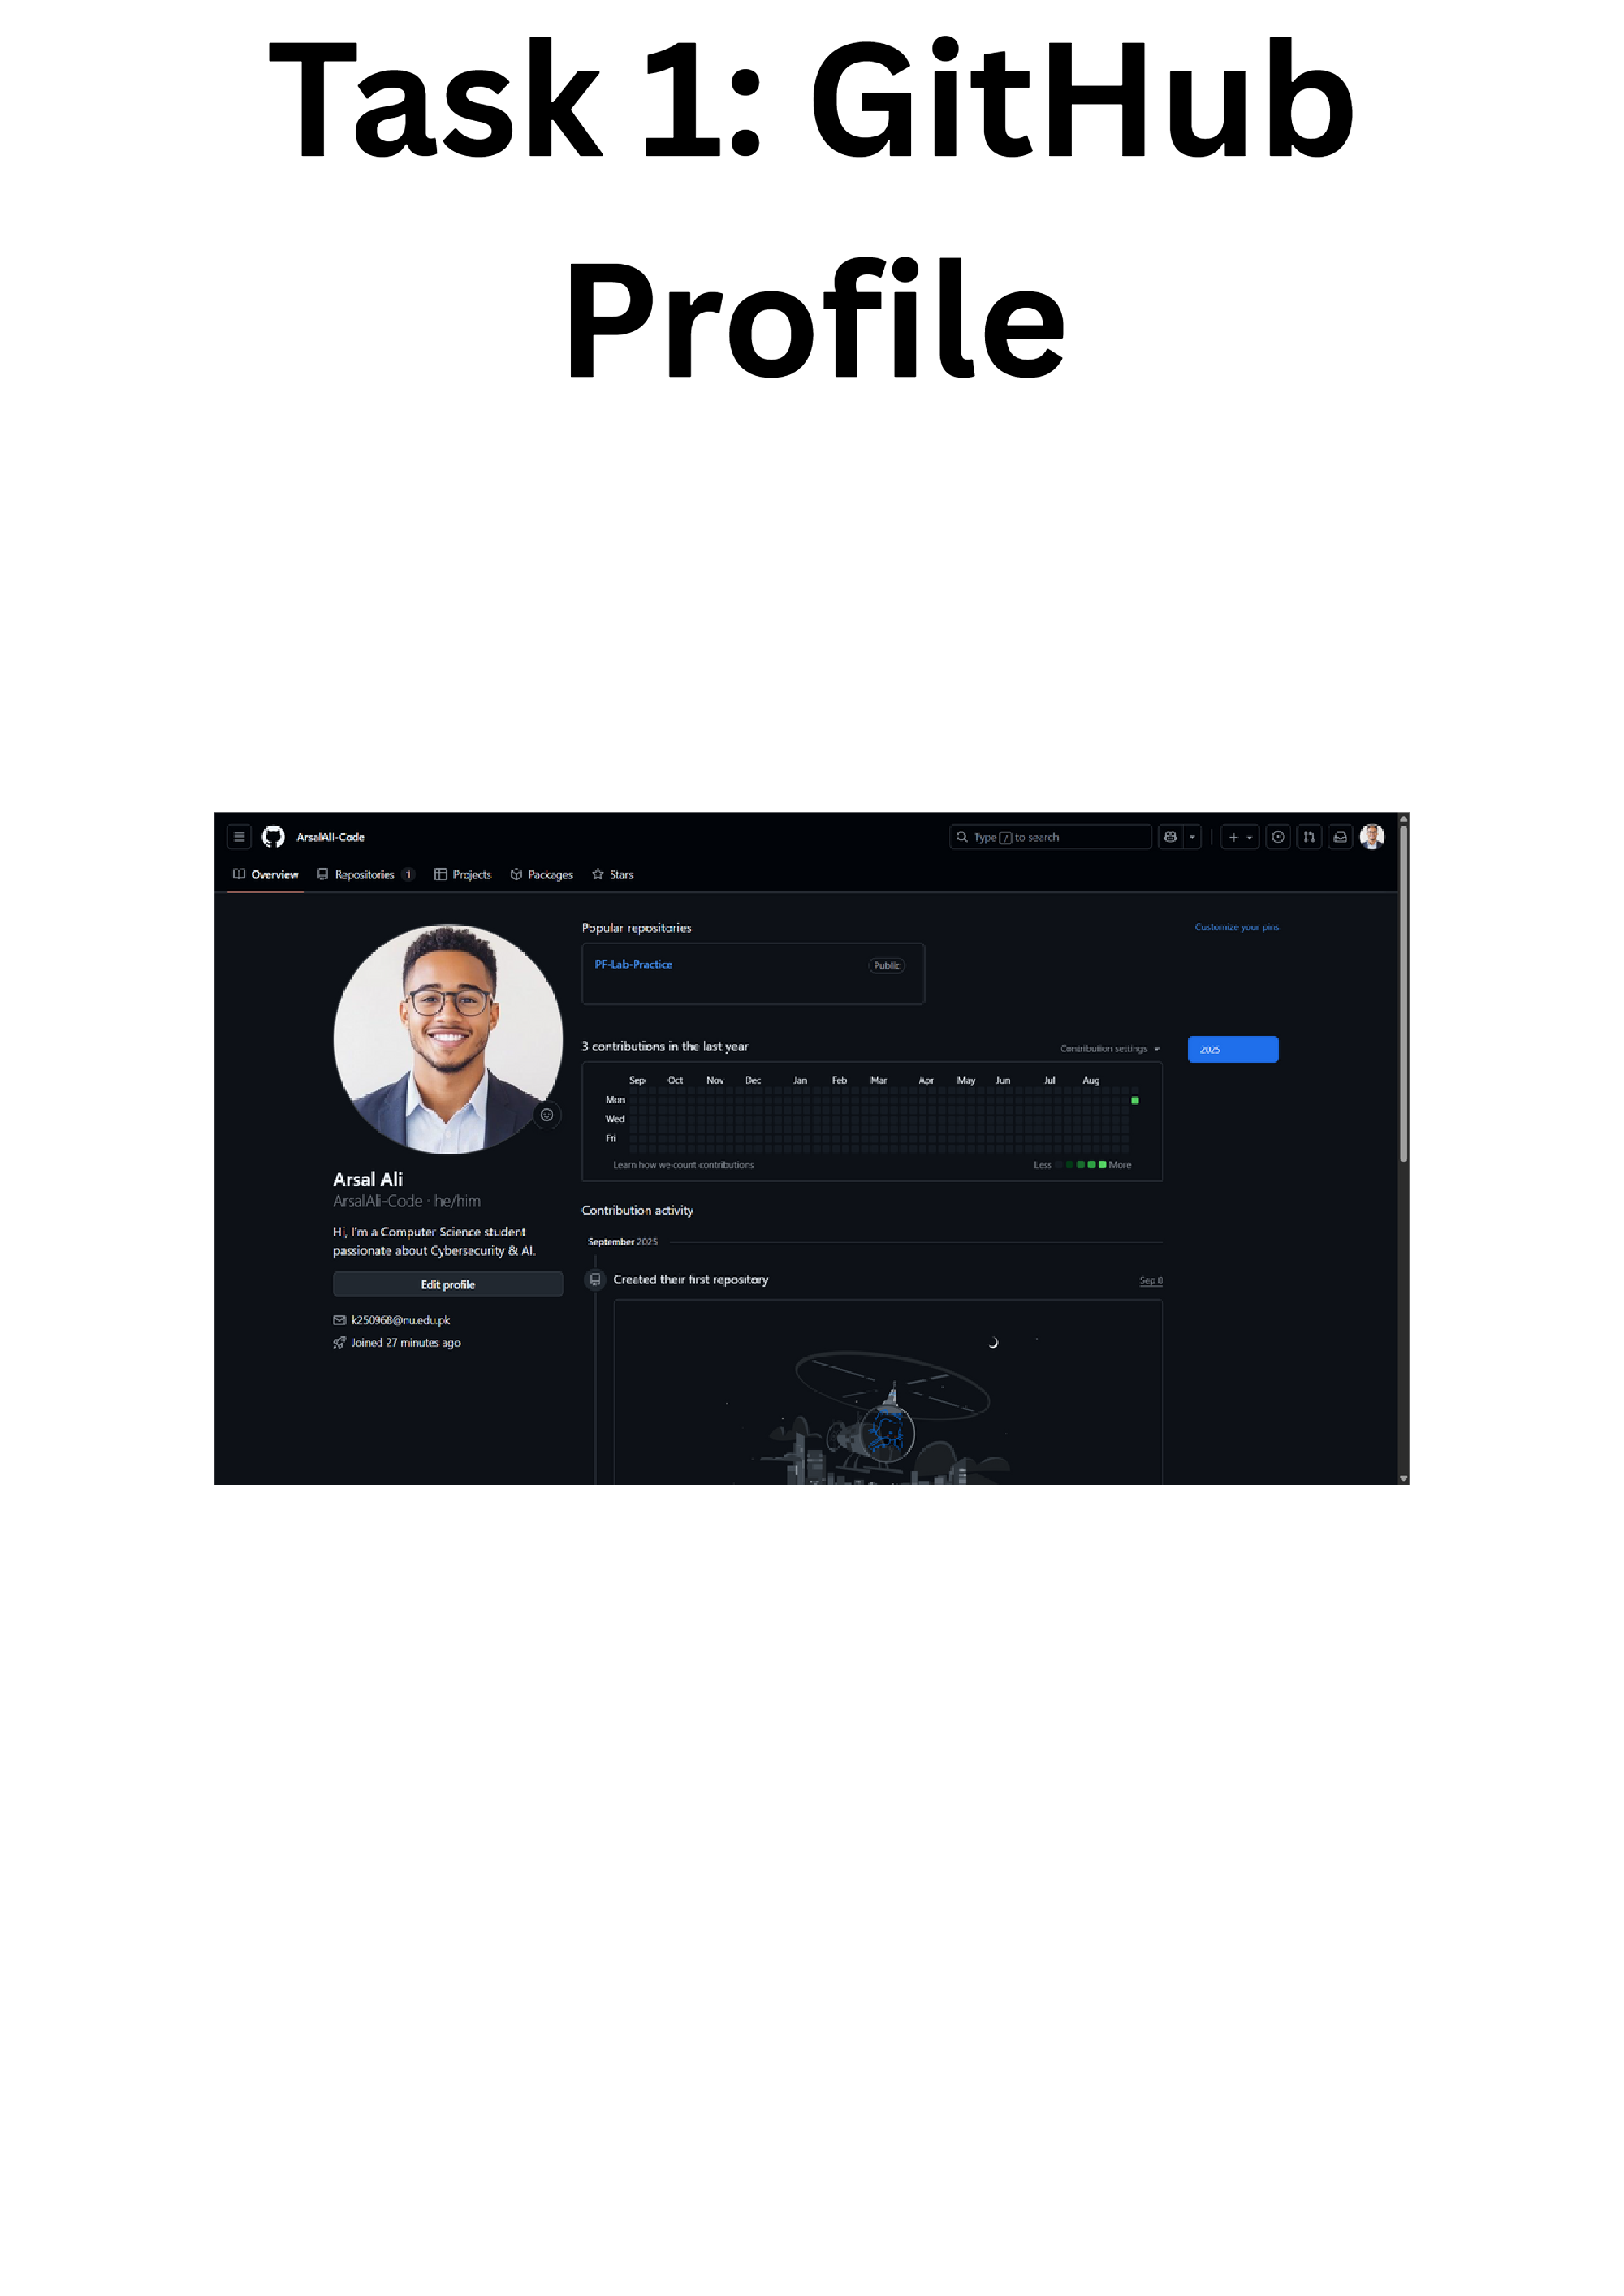 Task 1: GitHub
Profile
ArsalAli-Code
Type / to search
Overview
Repositories 1
Projects
Packages
Stars
Popular repositories
Customize your pins
PF-Lab-Practice
Public
3 contributions in the last year
Contribution settings
2025
Sep Oct Nov Dec Jan Feb Mar Apr May Jun Jul Aug
Mon
Wed
Fri
Learn how we count contributions
Less
More
Arsal Ali
ArsalAli-Code · he/him
Hi, I'm a Computer Science student
passionate about Cybersecurity & AI.
Edit profile
k250968@nu.edu.pk
Joined 27 minutes ago
Contribution activity
September 2025
Created their first repository
Sep 8